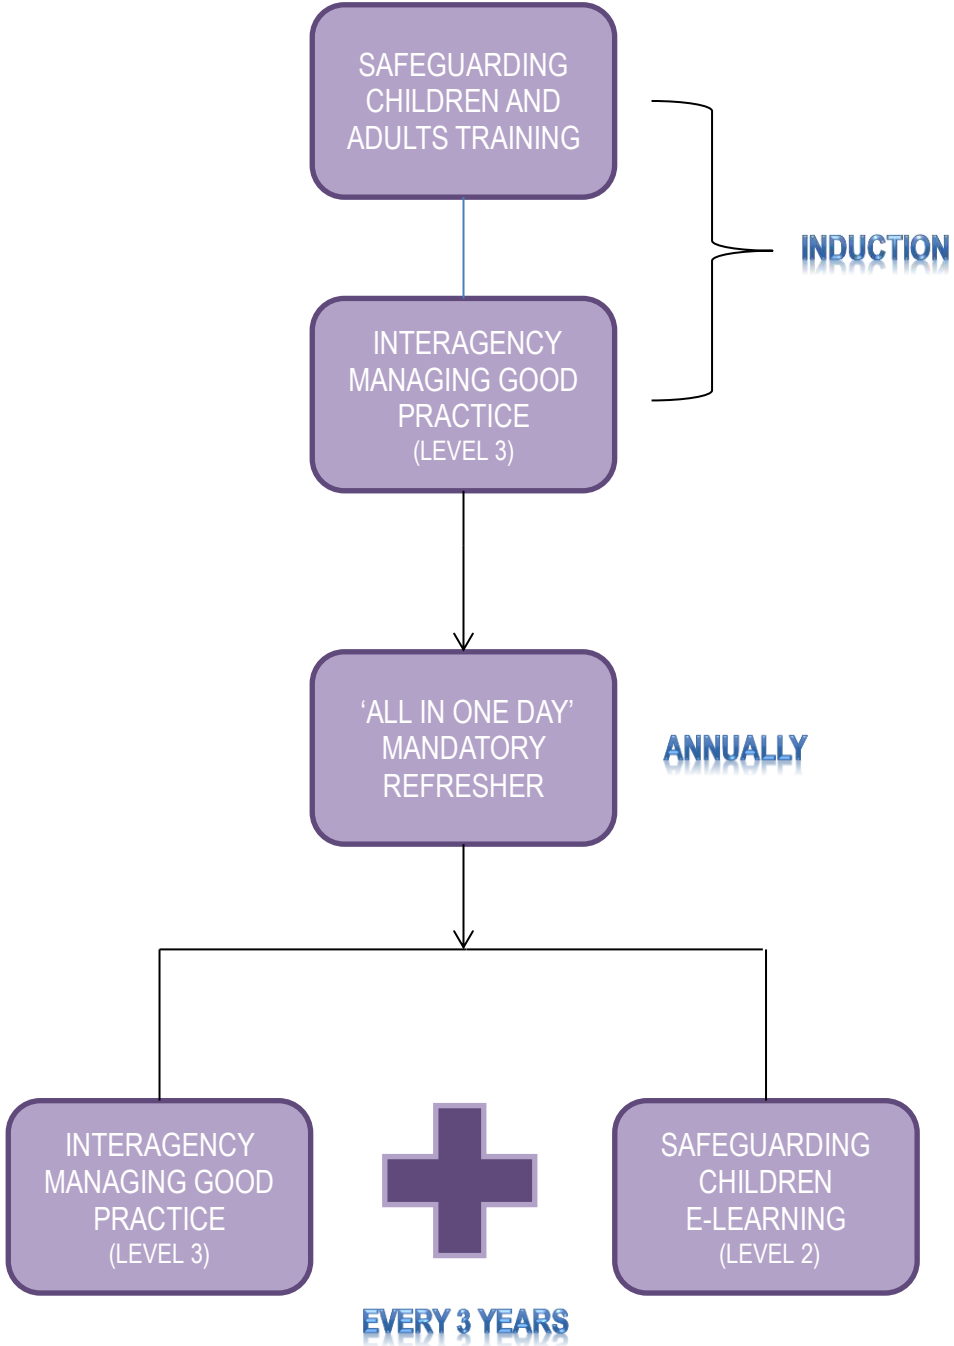 SAFEGUARDING
CHILDREN AND
ADULTS TRAINING
INDUCTION
INTERAGENCY
MANAGING GOOD
PRACTICE
(LEVEL 3)
‘ALL IN ONE DAY’
MANDATORY
REFRESHER
ANNUALLY
INTERAGENCY
MANAGING GOOD
PRACTICE
(LEVEL 3)
SAFEGUARDING
CHILDREN
E-LEARNING
(LEVEL 2)
EVERY 3 YEARS